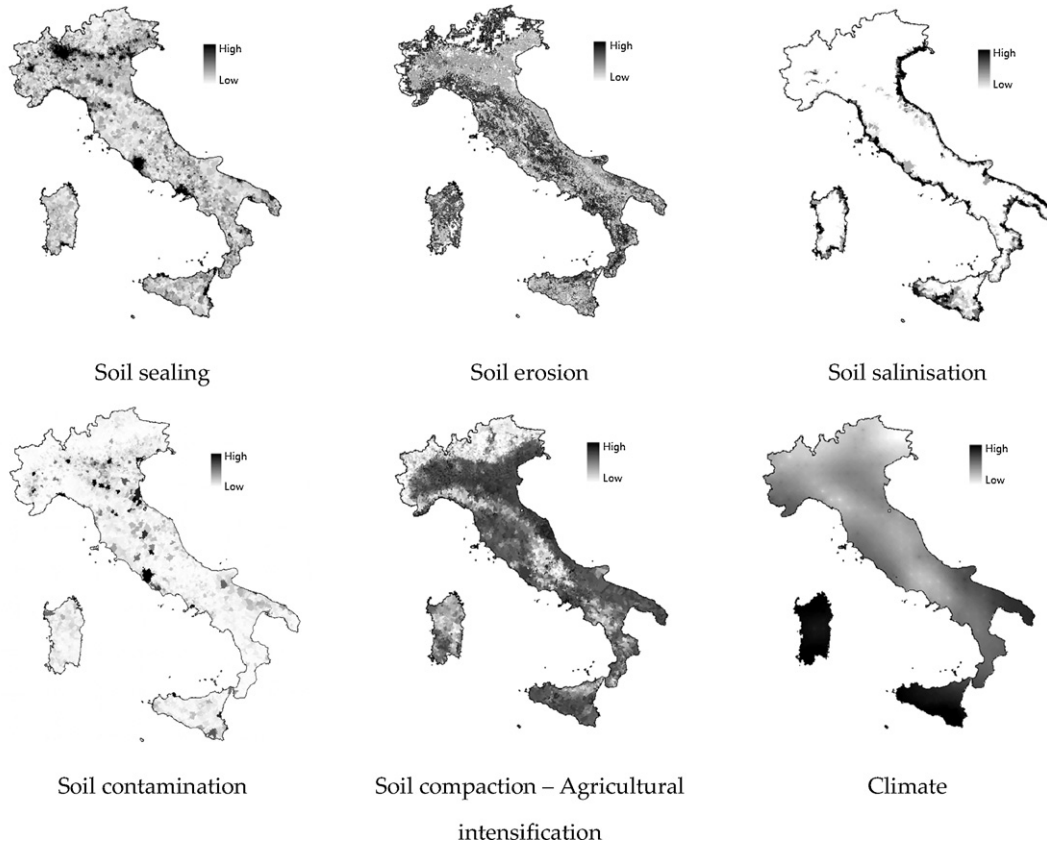 High
Low
High
Low
High
Low
Soil sealing
Soil erosion
Soil salinisation
High
Low
High
Low
High
Low
Soil contamination
Soil compaction – Agricultural
intensification
Climate